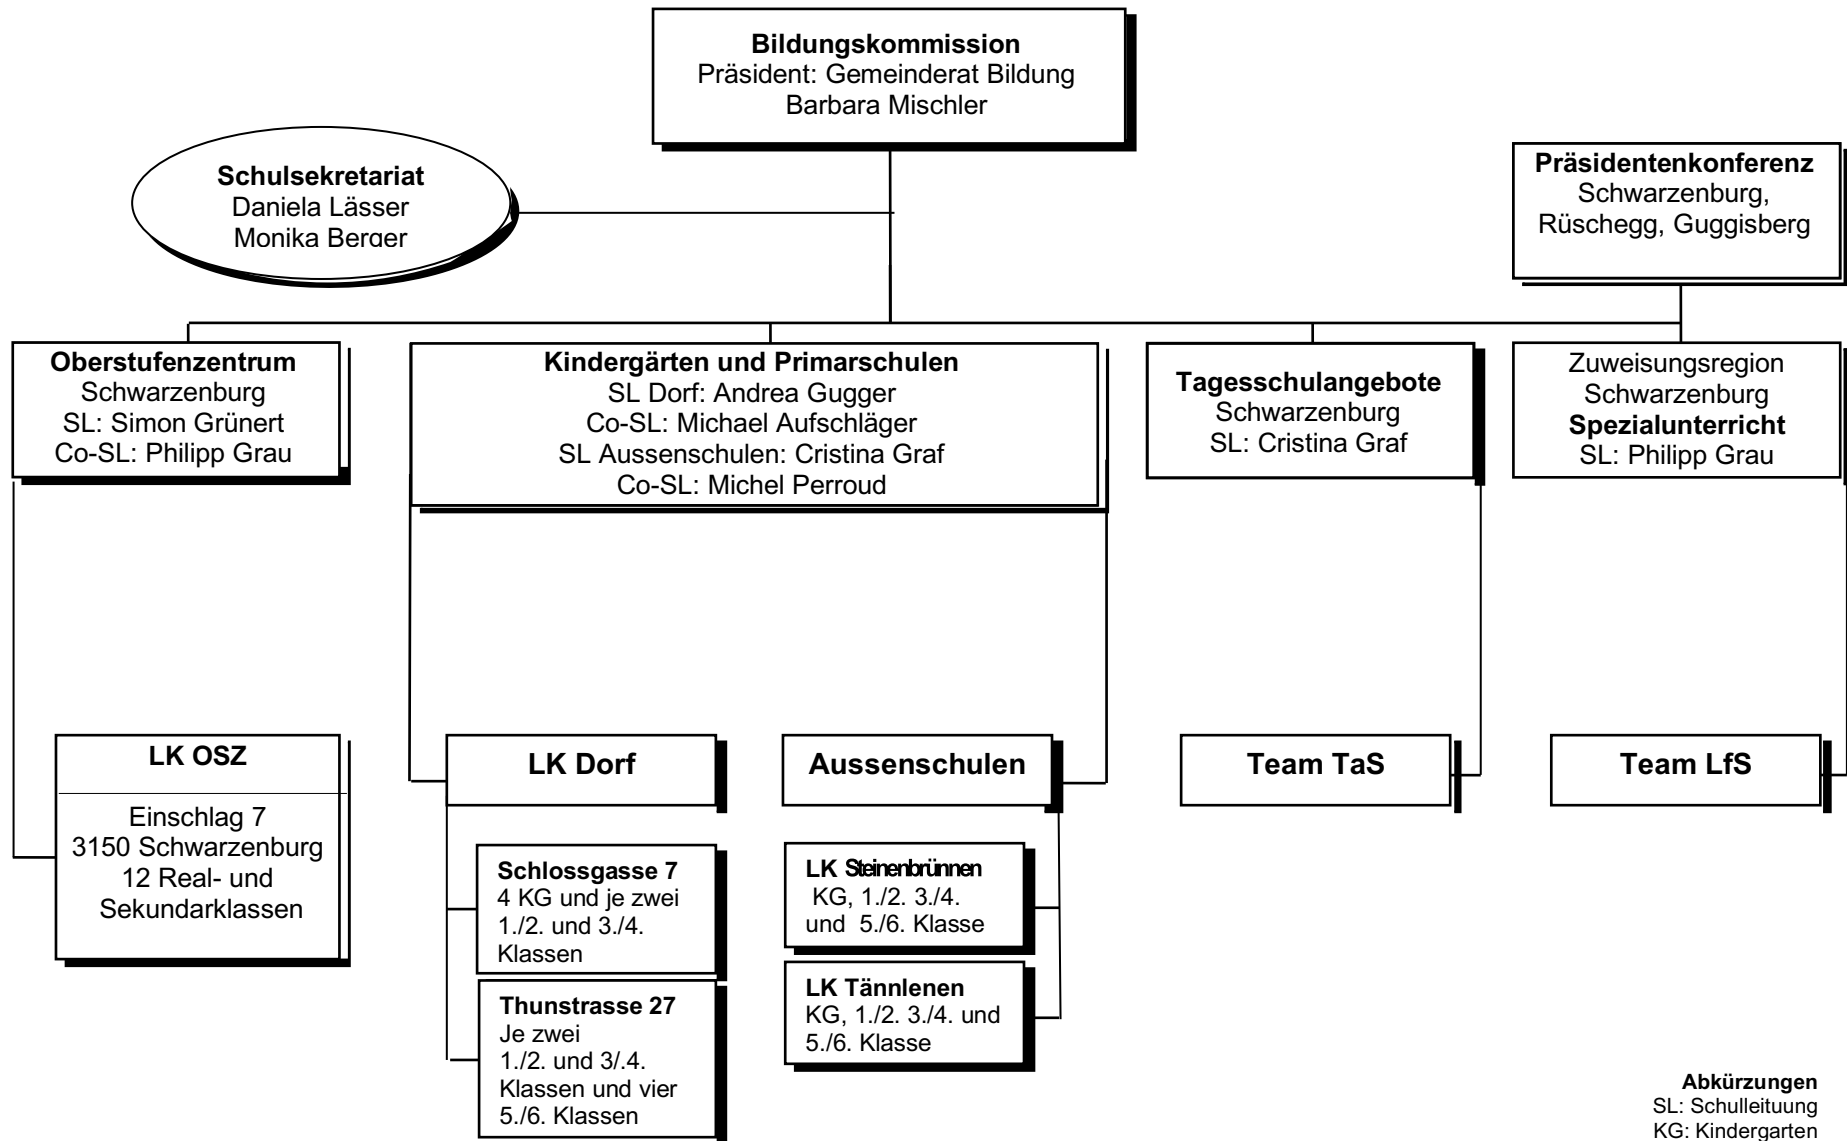 Bildungskommission
Präsident: Gemeinderat Bildung
Barbara Mischler
Schulsekretariat
Daniela Lässer
Monika Berger
Präsidentenkonferenz
Schwarzenburg,
Rüschegg, Guggisberg
Oberstufenzentrum
Schwarzenburg
SL: Simon Grünert
Co-SL: Philipp Grau
Kindergärten und Primarschulen
SL Dorf: Andrea Gugger
Co-SL: Michael Aufschläger
SL Aussenschulen: Cristina Graf
Co-SL: Michel Perroud
Tagesschulangebote
Schwarzenburg
SL: Cristina Graf
Zuweisungsregion
Schwarzenburg
Spezialunterricht
SL: Philipp Grau
LK OSZ
Einschlag 7
3150 Schwarzenburg
12 Real- und
Sekundarklassen
LK Dorf
Schlossgasse 7
4 KG und je zwei
1./2. und 3./4.
Klassen
Thunstrasse 27
Je zwei
1./2. und 3/.4.
Klassen und vier
5./6. Klassen
Aussenschulen
LK Steinenbrünnen
KG, 1./2. 3./4.
und 5./6. Klasse
LK Tännlenen
KG, 1./2. 3./4. und
5./6. Klasse
Team TaS
Team LfS
Abkürzungen
SL: Schulleituung
KG: Kindergarten